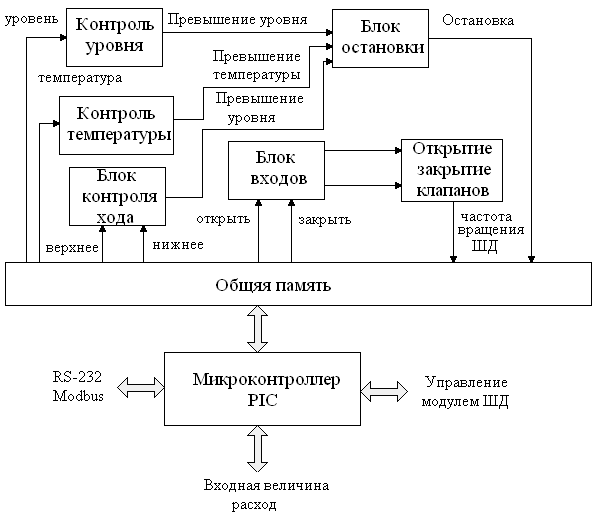 уровень
Контроль
уровня
Превышение уровня
Блок
остановки
Остановка
температура
Превышение
температуры
Контроль
температуры
Превышение
уровня
Блок
контроля
хода
Блок
входов
Открытие
закрытие
клапанов
верхнее
нижнее
открыть
закрыть
частота
вращения
ШД
Общяя память
RS-232
Modbus
Микроконтроллер
PIC
Управление
модулем ШД
Входная величина
расход